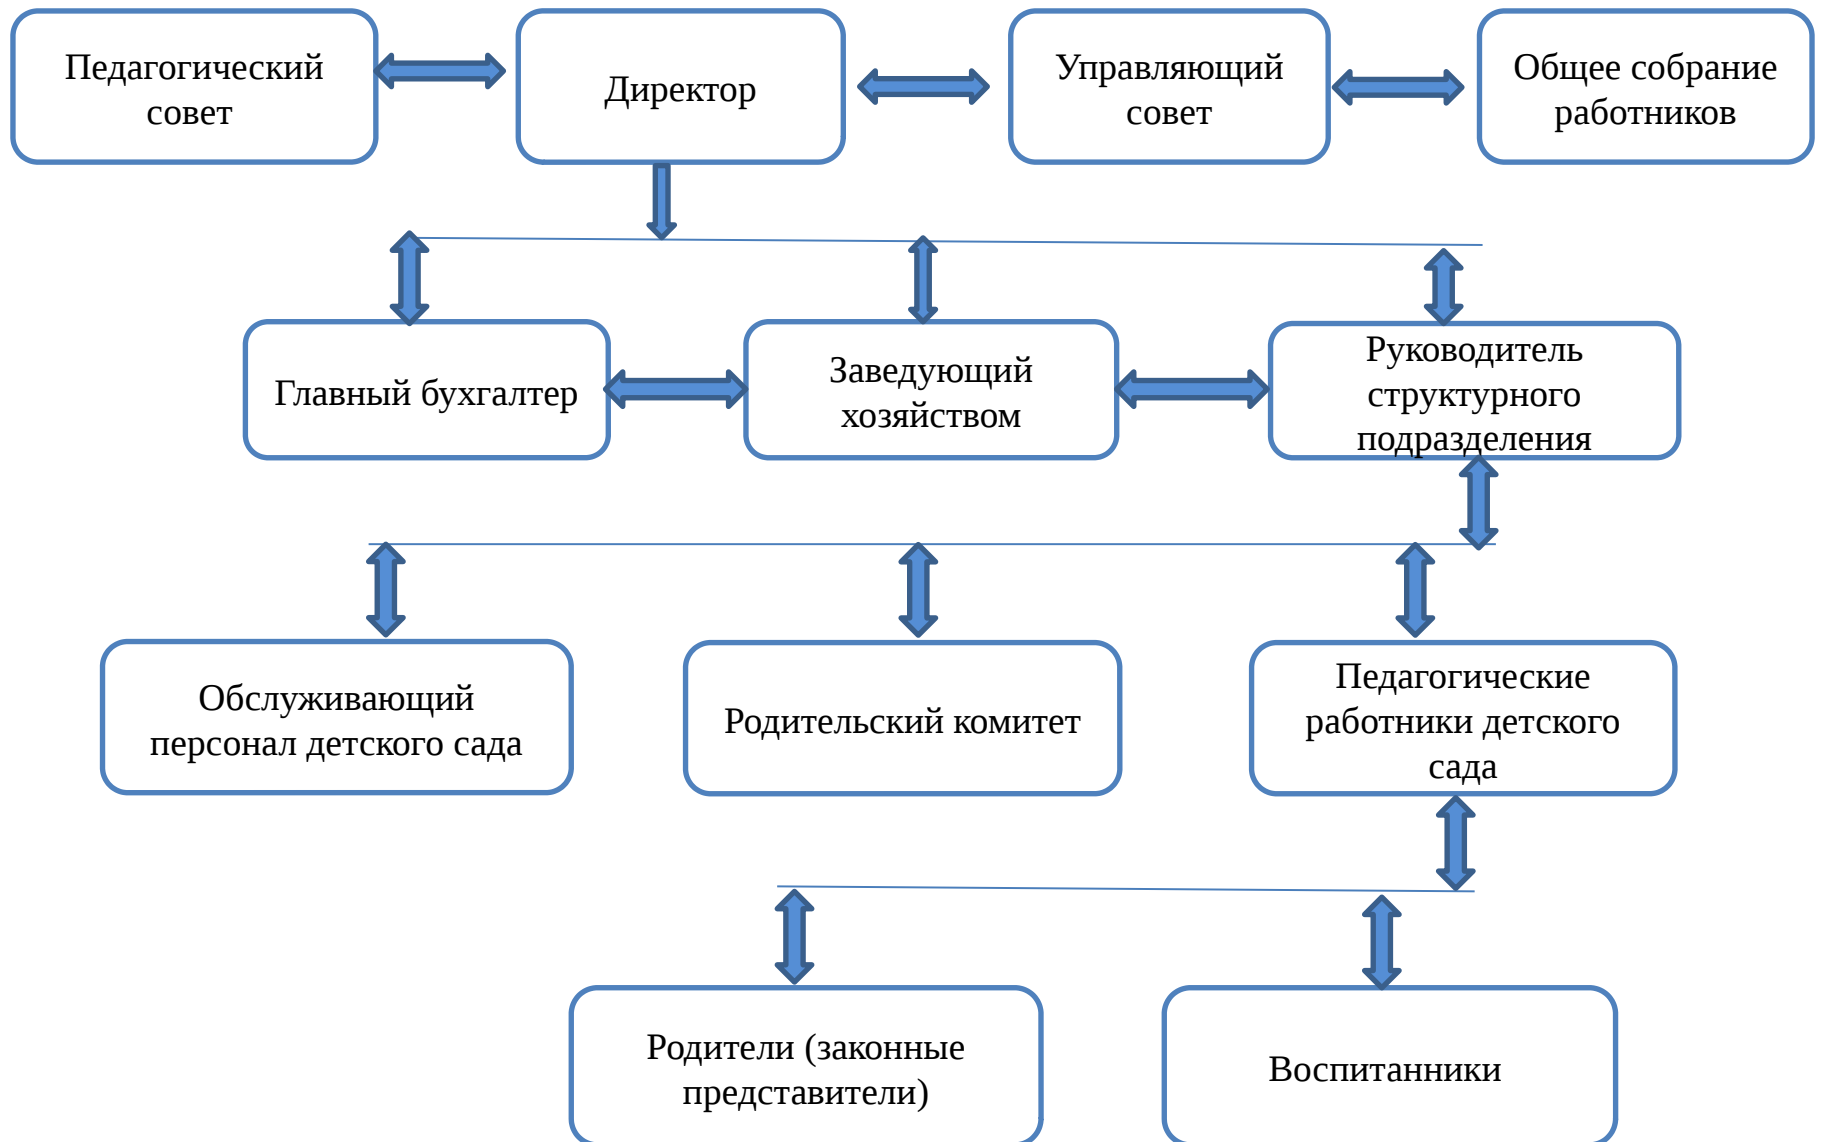 Педагогический
совет
Директор
Управляющий
совет
Общее собрание
работников
Главный бухгалтер
Заведующий
хозяйством
Руководитель
структурного
подразделения
Обслуживающий
персонал детского сада
Родительский комитет
Педагогические
работники детского
сада
Родители (законные
представители)
Воспитанники